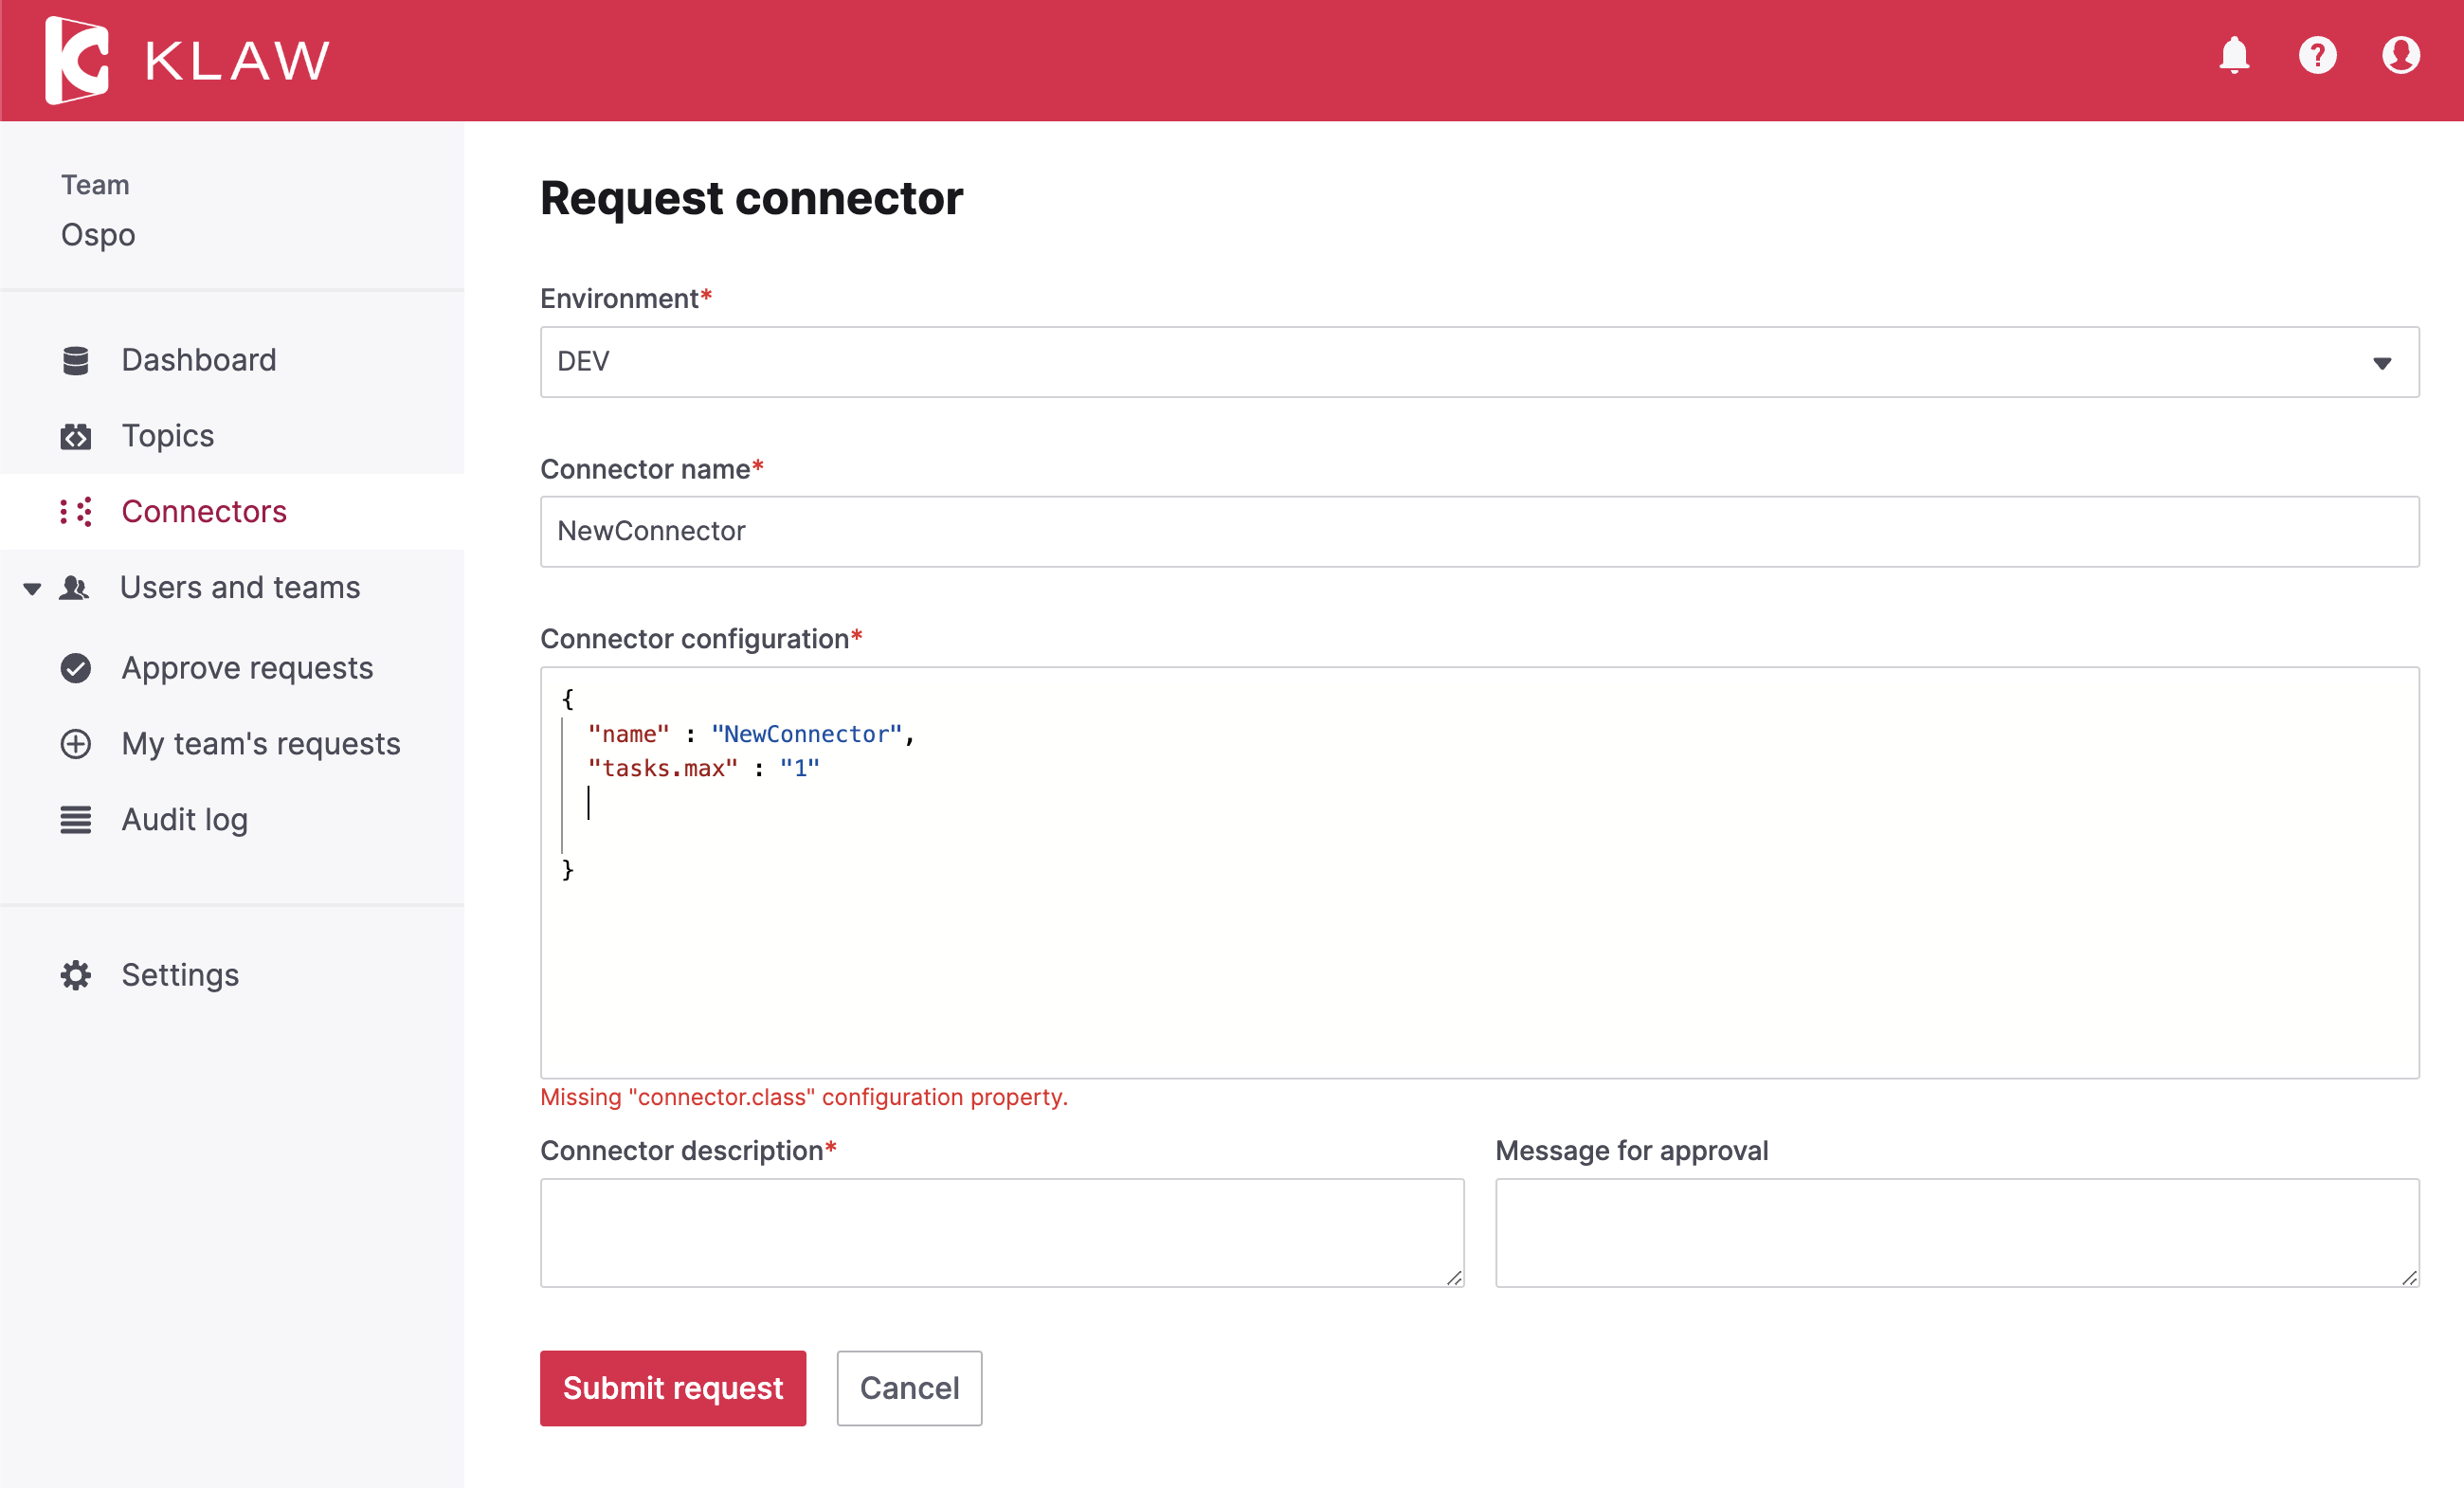 KLAW
Team
Ospo
Dashboard
Topics
Connectors
Users and teams
Approve requests
My team's requests
Audit log
Settings
Request connector
Environment*
DEV
Connector name*
NewConnector
Connector configuration*
{
"name" : "NewConnector",
"tasks.max" : "1"
}
Missing "connector.class" configuration property.
Connector description*
Message for approval
Submit request
Cancel